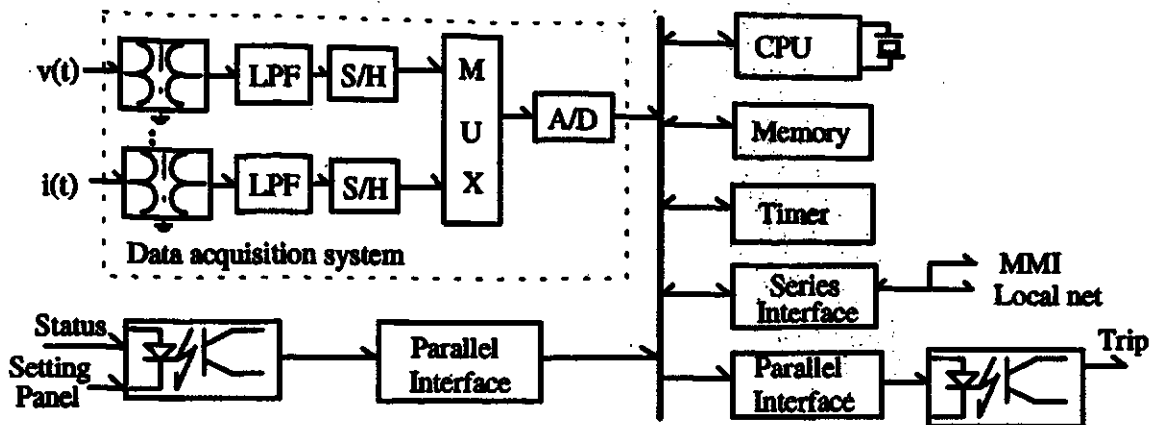 v(t)
LPF
S/H
M
U
X
A/D
i(t)
LPF
S/H
Data acquisition system
Status
Setting
Panel
Parallel
Interface
CPU
Memory
Timer
Series
Interface
MMI
Local net
Parallel
Interface
Trip